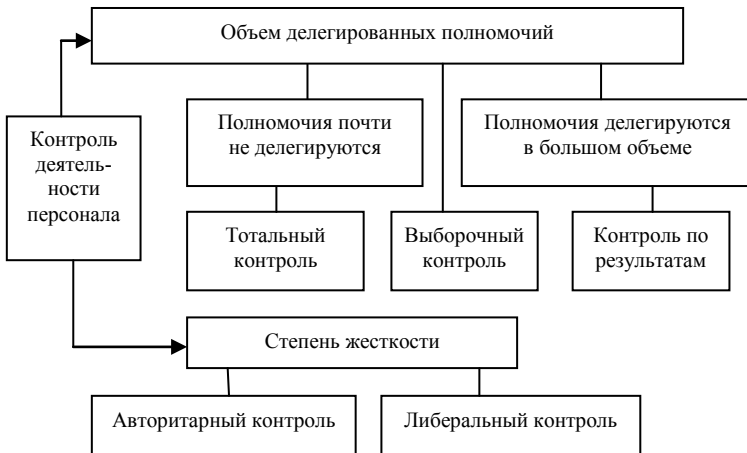 Объем делегированных полномочий
Контроль
деятель-
ности
персонала
Полномочия почти
не делегируются
Полномочия делегируются
в большом объеме
Тотальный
контроль
Выборочный
контроль
Контроль по
результатам
Степень жесткости
Авторитарный контроль
Либеральный контроль